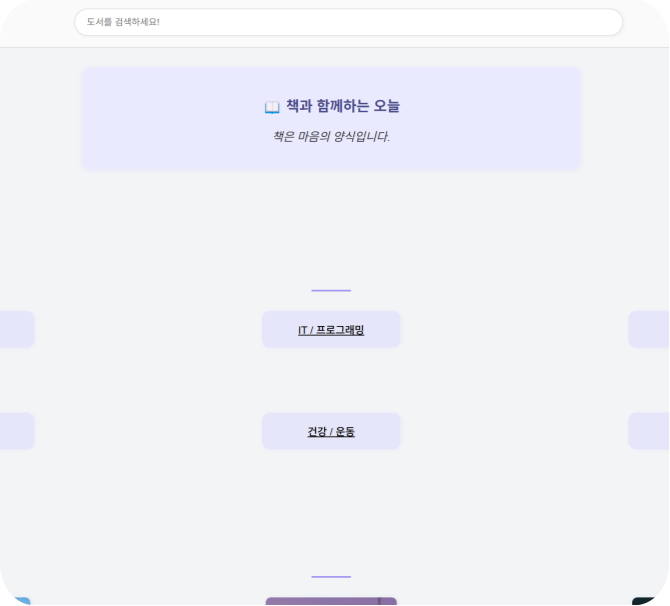 도서를 검색하세요!
📖 책과 함께하는 오늘
책은 마음의 양식입니다.
IT / 프로그래밍
건강 / 운동